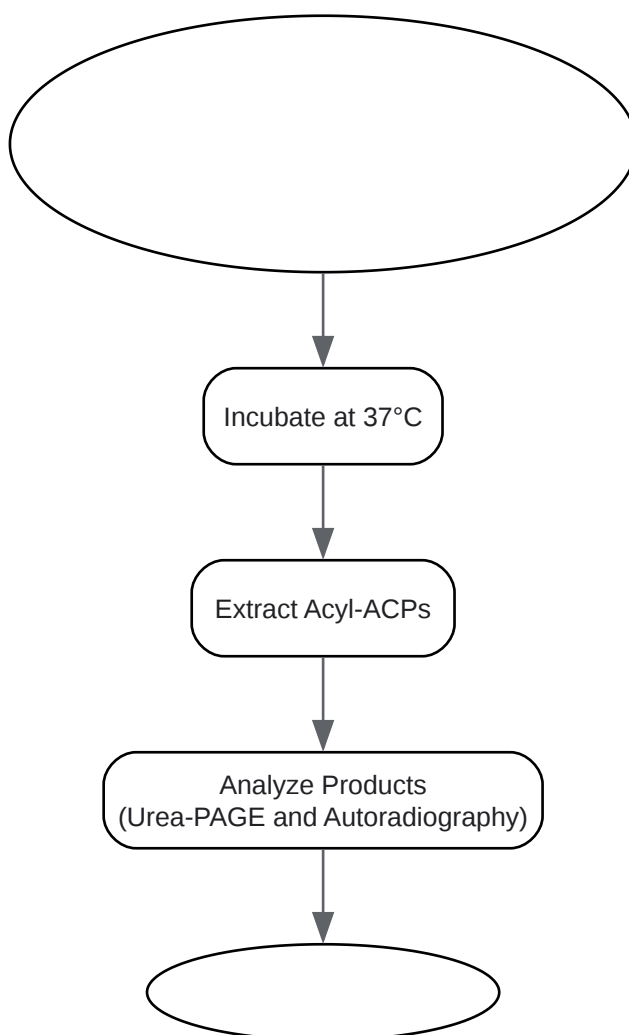 Incubate at 37°C
Extract Acyl-ACPs
Analyze Products
(Urea-PAGE and Autoradiography)